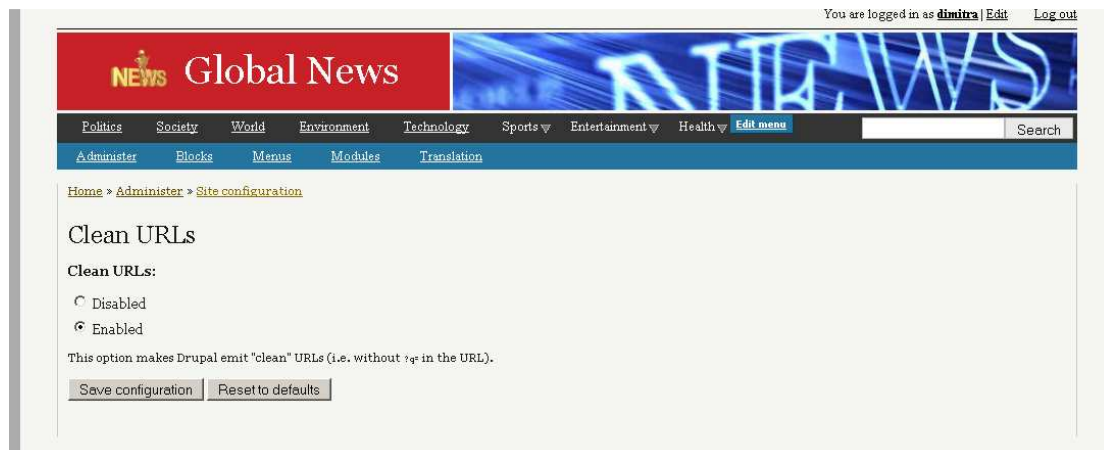 You are logged in as dimitra | Edit Log out
NEWS Global News NEWS
Politics Society World Environment Technology Sports Entertainment Health Edit menu Search
Administer Blocks Menus Modules Translation
Home » Administer » Site configuration
Clean URLs
Clean URLs:
Disabled
Enabled
This option makes Drupal emit "clean" URLs (i.e. without ?q= in the URL).
Save configuration Reset to defaults